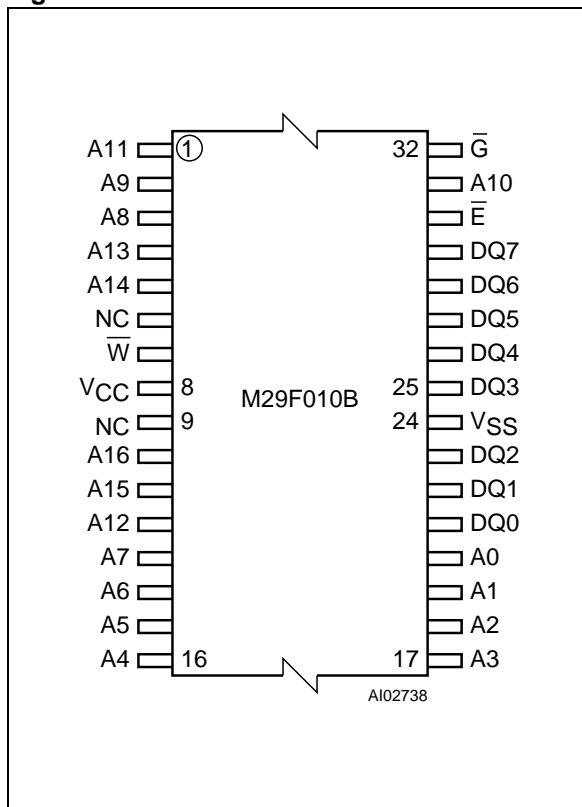 A11 1 32 G̅
A9 A10
A8 E̅
A13 DQ7
A14 DQ6
NC DQ5
W̅ DQ4
VCC 8 M29F010B 25 DQ3
NC 9 24 VSS
A16 DQ2
A15 DQ1
A12 DQ0
A7 A0
A6 A1
A5 A2
A4 16 17 A3
AI02738